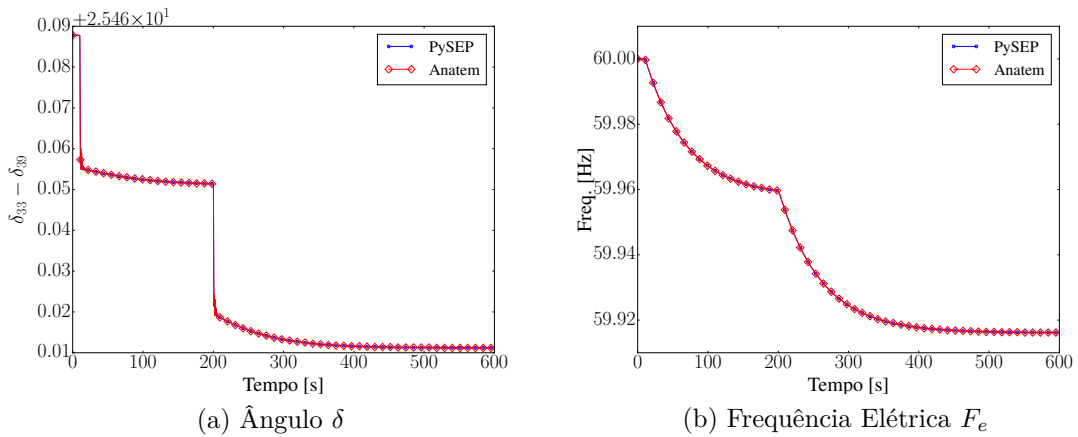 +2.546×10¹
0.09
0.08
0.07
0.06
0.05
0.04
0.03
0.02
0.01
δ₃₃ − δ₃₉
PySEP
Anatem
0 100 200 300 400 500 600
Tempo [s]
(a) Ângulo δ
60.00
59.98
59.96
59.94
59.92
Freq. [Hz]
PySEP
Anatem
0 100 200 300 400 500 600
Tempo [s]
(b) Frequência Elétrica Fₑ